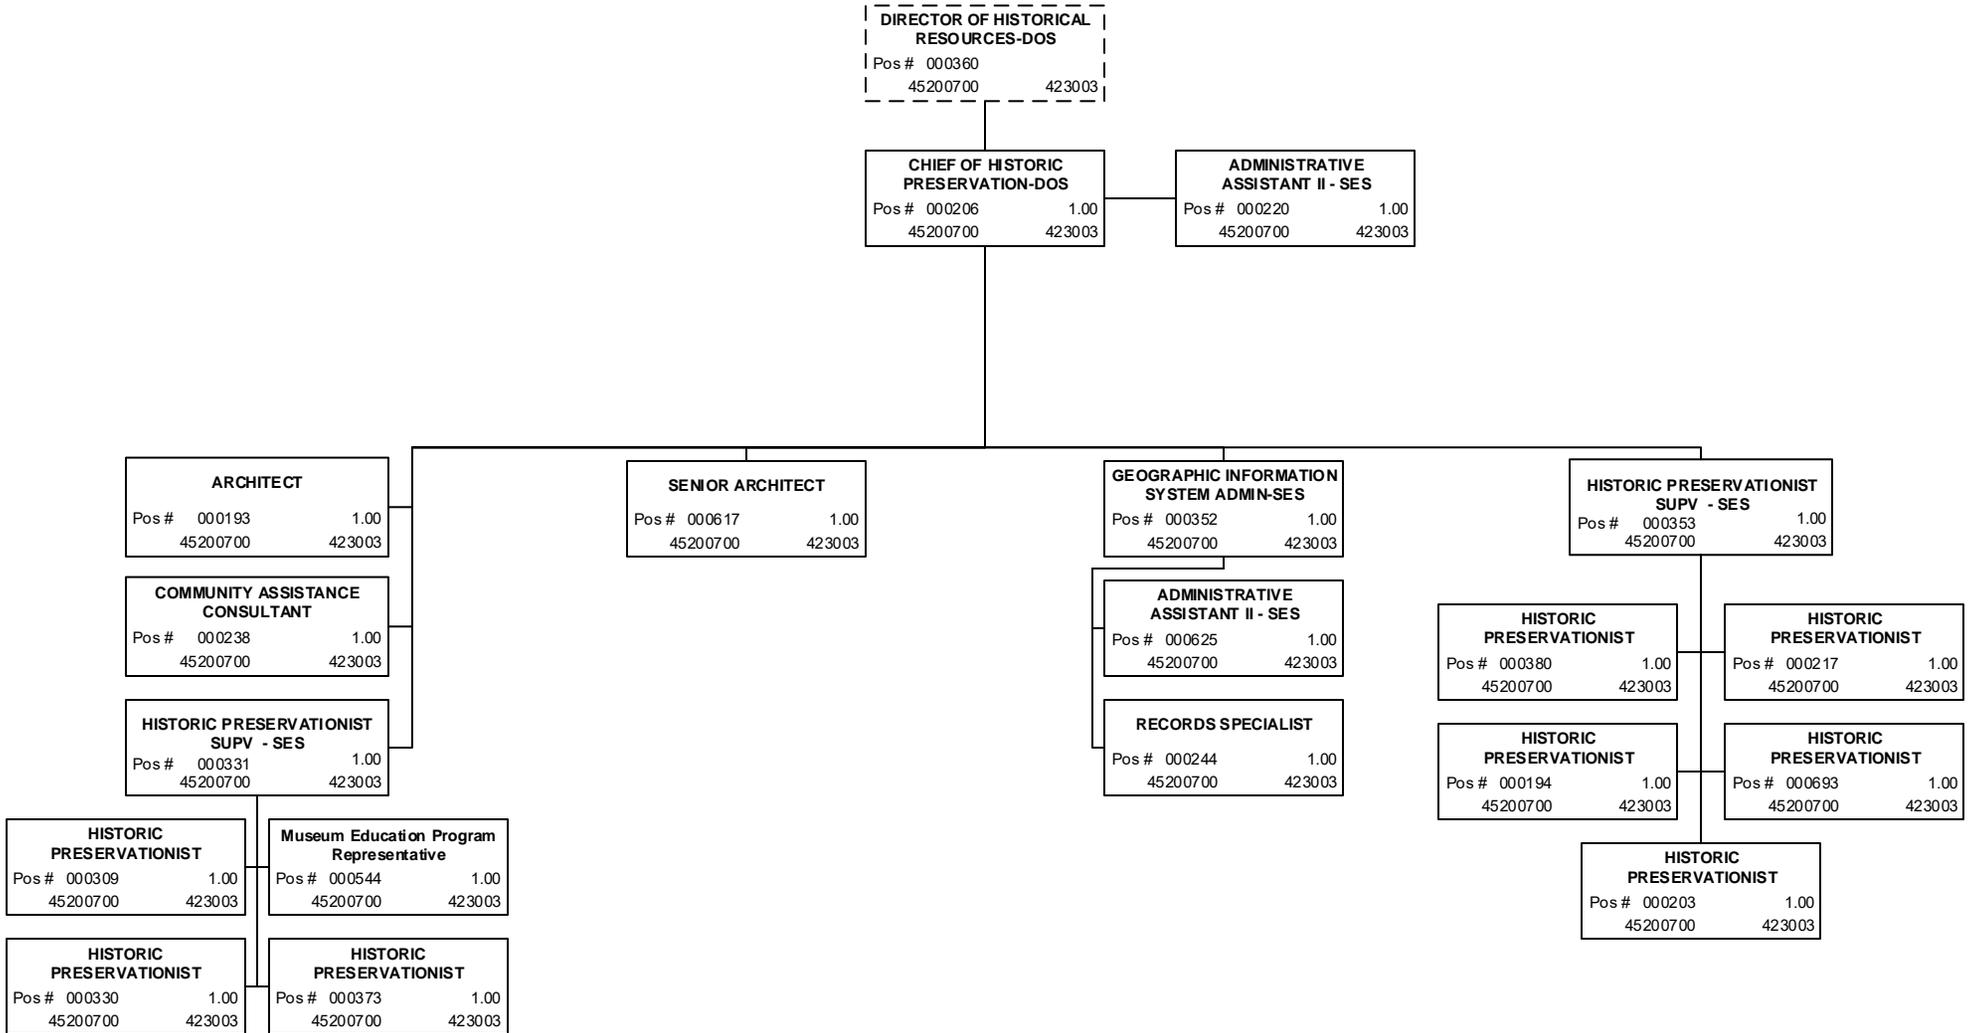 DIRECTOR OF HISTORICAL
RESOURCES-DOS
Pos # 000360
45200700 423003
CHIEF OF HISTORIC
PRESERVATION-DOS
Pos # 000206 1.00
45200700 423003
ADMINISTRATIVE
ASSISTANT II - SES
Pos # 000220 1.00
45200700 423003
ARCHITECT
Pos # 000193 1.00
45200700 423003
COMMUNITY ASSISTANCE
CONSULTANT
Pos # 000238 1.00
45200700 423003
HISTORIC PRESERVATIONIST
SUPV - SES
Pos # 000331 1.00
45200700 423003
HISTORIC
PRESERVATIONIST
Pos # 000309 1.00
45200700 423003
Museum Education Program
Representative
Pos # 000544 1.00
45200700 423003
HISTORIC
PRESERVATIONIST
Pos # 000330 1.00
45200700 423003
HISTORIC
PRESERVATIONIST
Pos # 000373 1.00
45200700 423003
SENIOR ARCHITECT
Pos # 000617 1.00
45200700 423003
GEOGRAPHIC INFORMATION
SYSTEM ADMIN-SES
Pos # 000352 1.00
45200700 423003
ADMINISTRATIVE
ASSISTANT II - SES
Pos # 000625 1.00
45200700 423003
RECORDS SPECIALIST
Pos # 000244 1.00
45200700 423003
HISTORIC PRESERVATIONIST
SUPV - SES
Pos # 000353 1.00
45200700 423003
HISTORIC
PRESERVATIONIST
Pos # 000380 1.00
45200700 423003
HISTORIC
PRESERVATIONIST
Pos # 000217 1.00
45200700 423003
HISTORIC
PRESERVATIONIST
Pos # 000194 1.00
45200700 423003
HISTORIC
PRESERVATIONIST
Pos # 000693 1.00
45200700 423003
HISTORIC
PRESERVATIONIST
Pos # 000203 1.00
45200700 423003